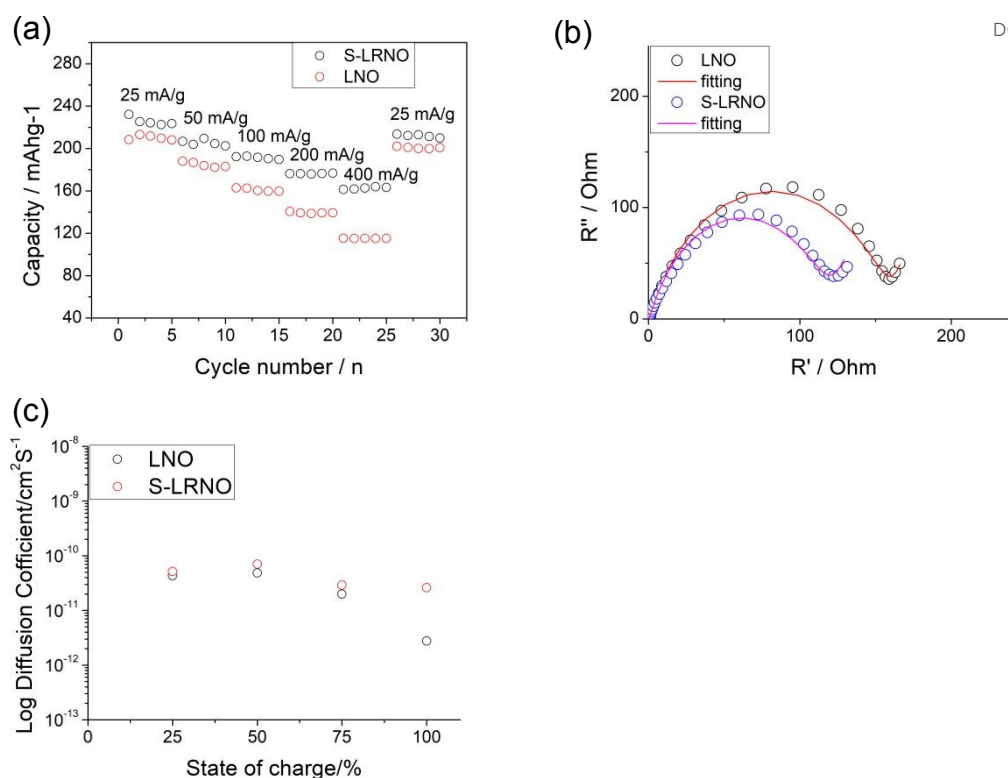 (a)
S-LRNO
LNO
25 mA/g
50 mA/g
100 mA/g
200 mA/g
400 mA/g
25 mA/g
280
240
200
160
120
80
40
Capacity / mAhg-1
0 5 10 15 20 25 30
Cycle number / n
(b)
D
LNO
fitting
S-LRNO
fitting
200
100
0
R'' / Ohm
0 100 200
R' / Ohm
(c)
LNO
S-LRNO
10-8
10-9
10-10
10-11
10-12
10-13
Log Diffusion Cofficient/cm2S-1
0 25 50 75 100
State of charge/%